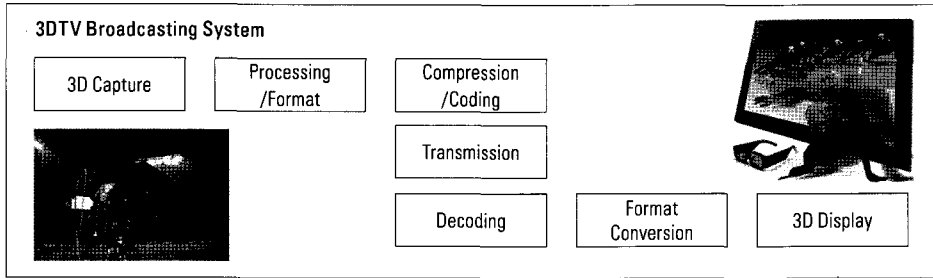 3DTV Broadcasting System
3D Capture
Processing
/Format
Compression
/Coding
Transmission
Decoding
Format
Conversion
3D Display